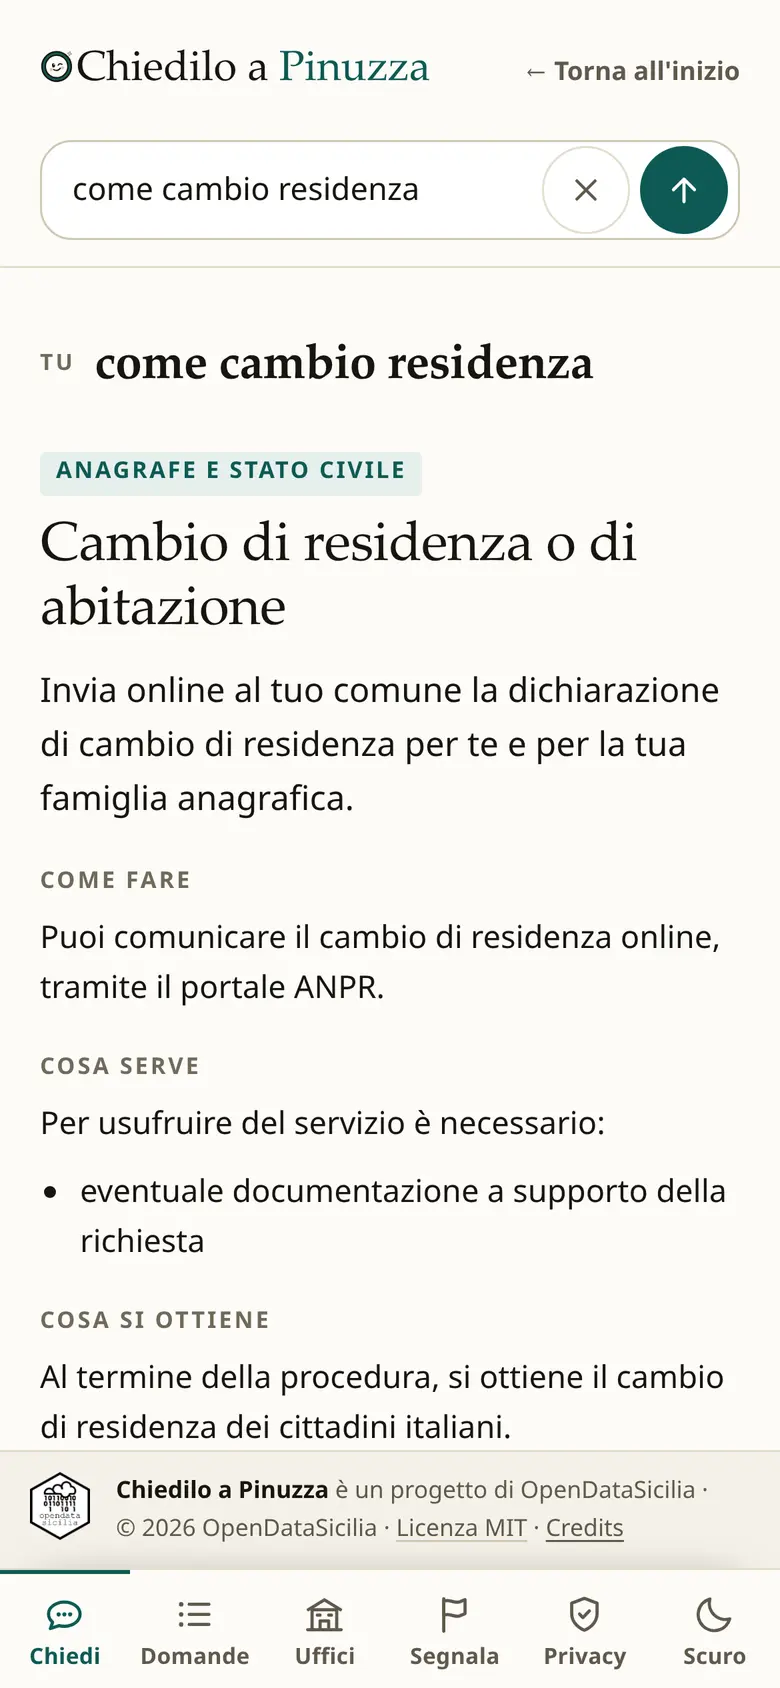 Chiedilo a Pinuzza
← Torna all'inizio
come cambio residenza
TU come cambio residenza
ANAGRAFE E STATO CIVILE
Cambio di residenza o di
abitazione
Invia online al tuo comune la dichiarazione
di cambio di residenza per te e per la tua
famiglia anagrafica.
COME FARE
Puoi comunicare il cambio di residenza online,
tramite il portale ANPR.
COSA SERVE
Per usufruire del servizio è necessario:
• eventuale documentazione a supporto della
richiesta
COSA SI OTTIENE
Al termine della procedura, si ottiene il cambio
di residenza dei cittadini italiani.
opendata
sicilia
Chiedilo a Pinuzza è un progetto di OpenDataSicilia ·
© 2026 OpenDataSicilia · Licenza MIT · Credits
Chiedi
Domande
Uffici
Segnala
Privacy
Scuro